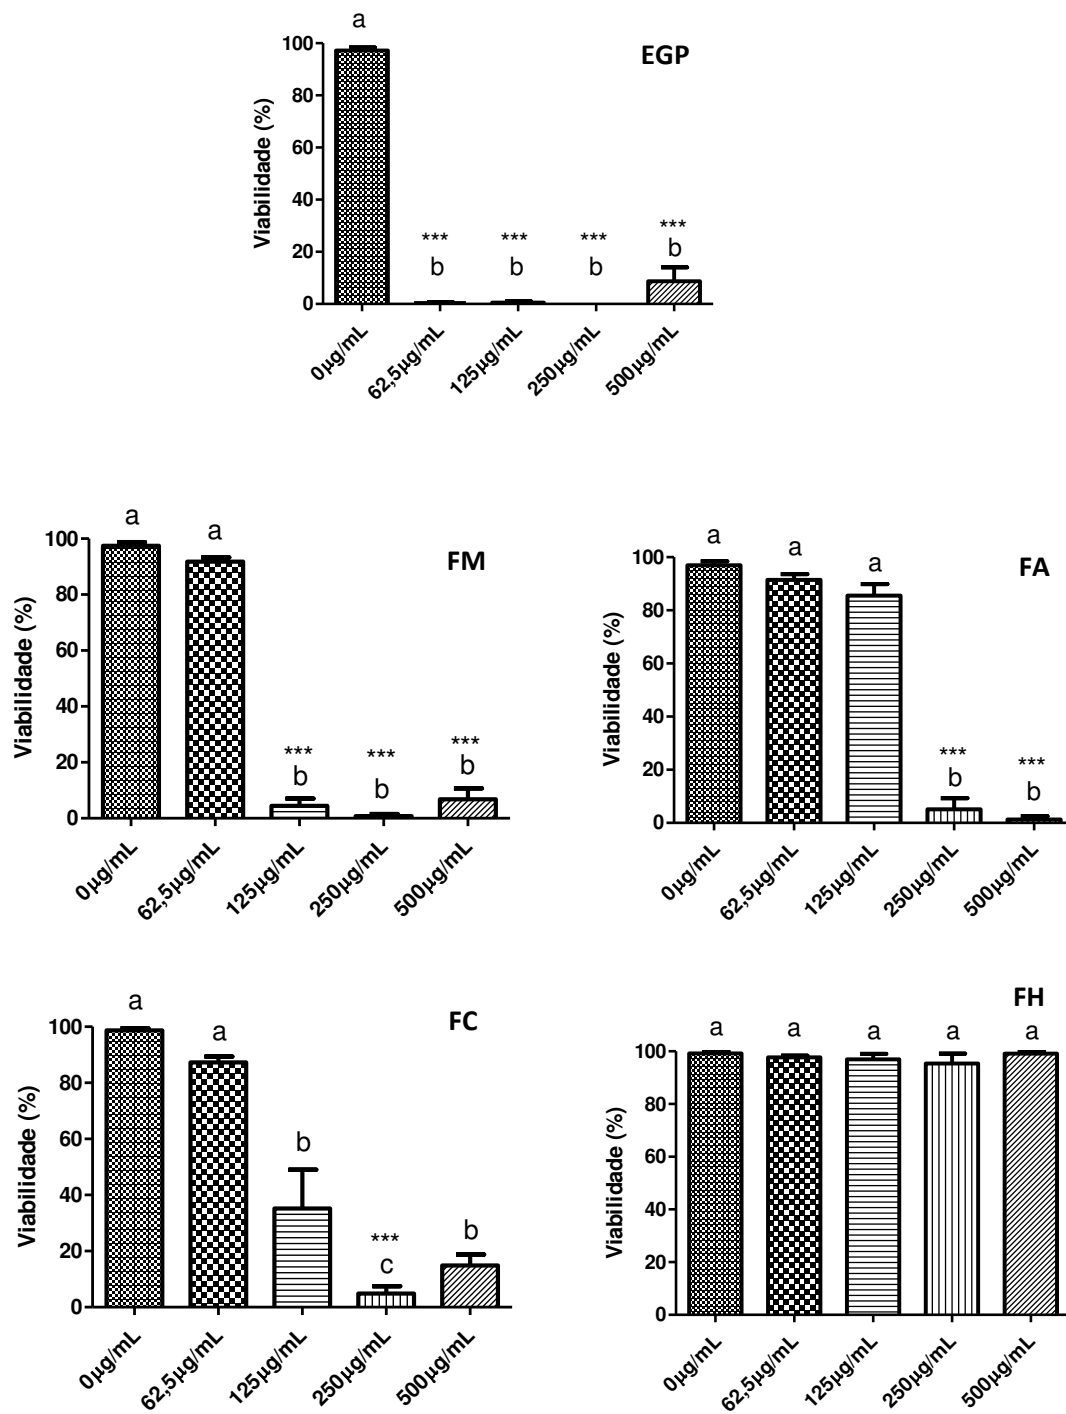 EGP
Viabilidade (%)
100
80
60
40
20
0
a
***
b
***
b
***
b
***
b
0µg/mL
62,5µg/mL
125µg/mL
250µg/mL
500µg/mL
FM
Viabilidade (%)
100
80
60
40
20
0
a
a
***
b
***
b
***
b
0µg/mL
62,5µg/mL
125µg/mL
250µg/mL
500µg/mL
FA
Viabilidade (%)
100
80
60
40
20
0
a
a
a
***
b
***
b
0µg/mL
62,5µg/mL
125µg/mL
250µg/mL
500µg/mL
FC
Viabilidade (%)
100
80
60
40
20
0
a
a
b
***
c
b
0µg/mL
62,5µg/mL
125µg/mL
250µg/mL
500µg/mL
FH
Viabilidade (%)
100
80
60
40
20
0
a
a
a
a
a
0µg/mL
62,5µg/mL
125µg/mL
250µg/mL
500µg/mL